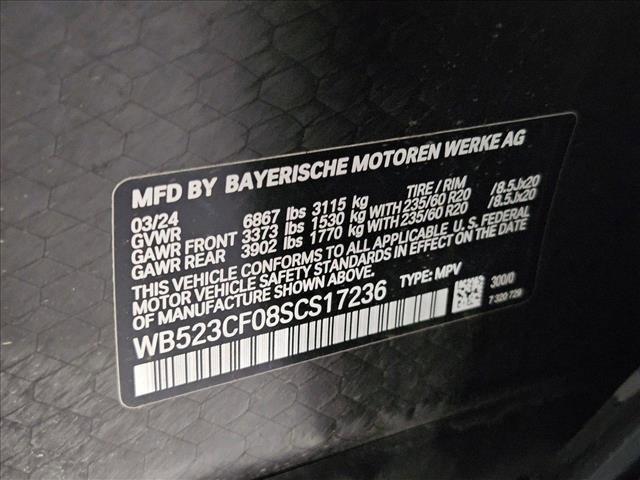 MFD BY BAYERISCHE MOTOREN WERKE AG
03/24 TIRE / RIM
GVWR 6867 lbs 3115 kg
GAWR FRONT 3373 lbs 1530 kg WITH 235/60 R20 /8.5Jx20
GAWR REAR 3902 lbs 1770 kg WITH 235/60 R20 /8.5Jx20
THIS VEHICLE CONFORMS TO ALL APPLICABLE U. S. FEDERAL
MOTOR VEHICLE SAFETY STANDARDS IN EFFECT ON THE DATE
OF MANUFACTURE SHOWN ABOVE.
WB523CF08SCS17236 TYPE: MPV
300/0
7 320 729